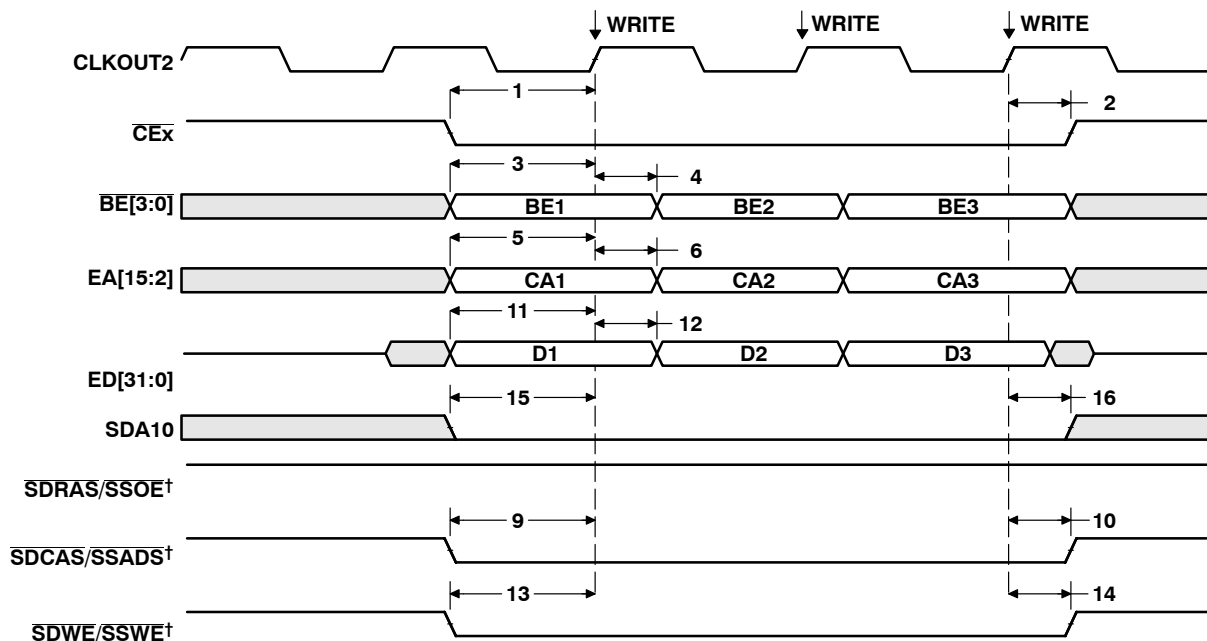 WRITE WRITE WRITE
CLKOUT2
1 2
CEx
3 4
BE[3:0] BE1 BE2 BE3
5 6
EA[15:2] CA1 CA2 CA3
11 12
D1 D2 D3
ED[31:0]
15 16
SDA10
SDRAS/SSOE†
9 10
SDCAS/SSADS†
13 14
SDWE/SSWE†